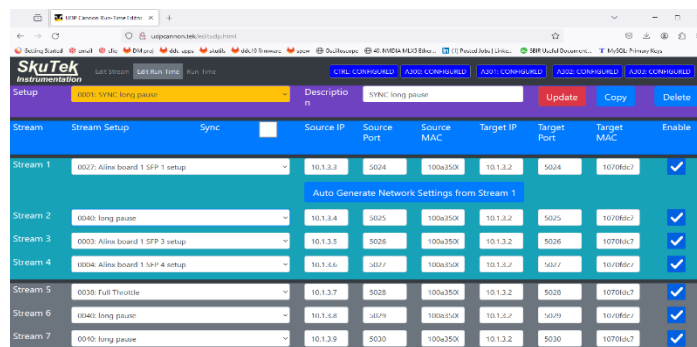 UDP Cannon Run-Time Editor
udpcannon.tek/editudp.html
Getting Started email clio DM proj ddc apps skutils ddc10 firmware spew Oscilloscope (1) Posted Jobs | Linke... SBIR Useful Document... MySQL: Primary Keys
SkuTek Edit Stream Edit Run Time Run Time CTRL: CONFIGURED A300: CONFIGURED A301: CONFIGURED A302: CONFIGURED A303: CONFIGURED
Instrumentation
Setup 0001: SYNC long pause Descriptio SYNC long pause Update Copy Delete
n
Stream Stream Setup Sync Source IP Source Source Target IP Target Target Enable
Port MAC Port MAC
Stream 1 0027: Alinx board 1 SFP 1 setup 10.1.3.3 5024 100a350( 10.1.3.2 5024 1070fdc7
Auto Generate Network Settings from Stream 1
Stream 2 0040: long pause 10.1.3.4 5025 100a350( 10.1.3.2 5025 1070fdc7
Stream 3 0003: Alinx board 1 SFP 3 setup 10.1.3.5 5026 100a350( 10.1.3.2 5026 1070fdc7
Stream 4 0004: Alinx board 1 SFP 4 setup 10.1.3.6 5027 100a350( 10.1.3.2 5027 1070fdc7
Stream 5 0038: Full Throttle 10.1.3.7 5028 100a350( 10.1.3.2 5028 1070fdc7
Stream 6 0040: long pause 10.1.3.8 5029 100a350( 10.1.3.2 5029 1070fdc7
Stream 7 0040: long pause 10.1.3.9 5030 100a350( 10.1.3.2 5030 1070fdc7